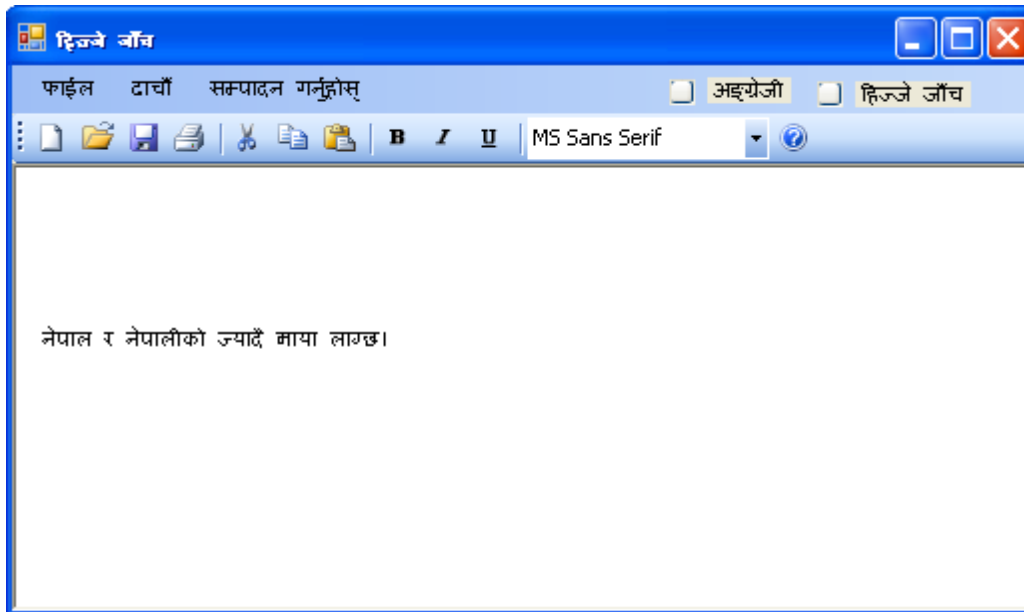 हिज्जे जाँच
फाईल ढाचाँ सम्पादन गर्नुहोस् अङ्ग्रेजी हिज्जे जाँच
B I U MS Sans Serif
नेपाल र नेपालीको ज्यादै माया लाग्छ।